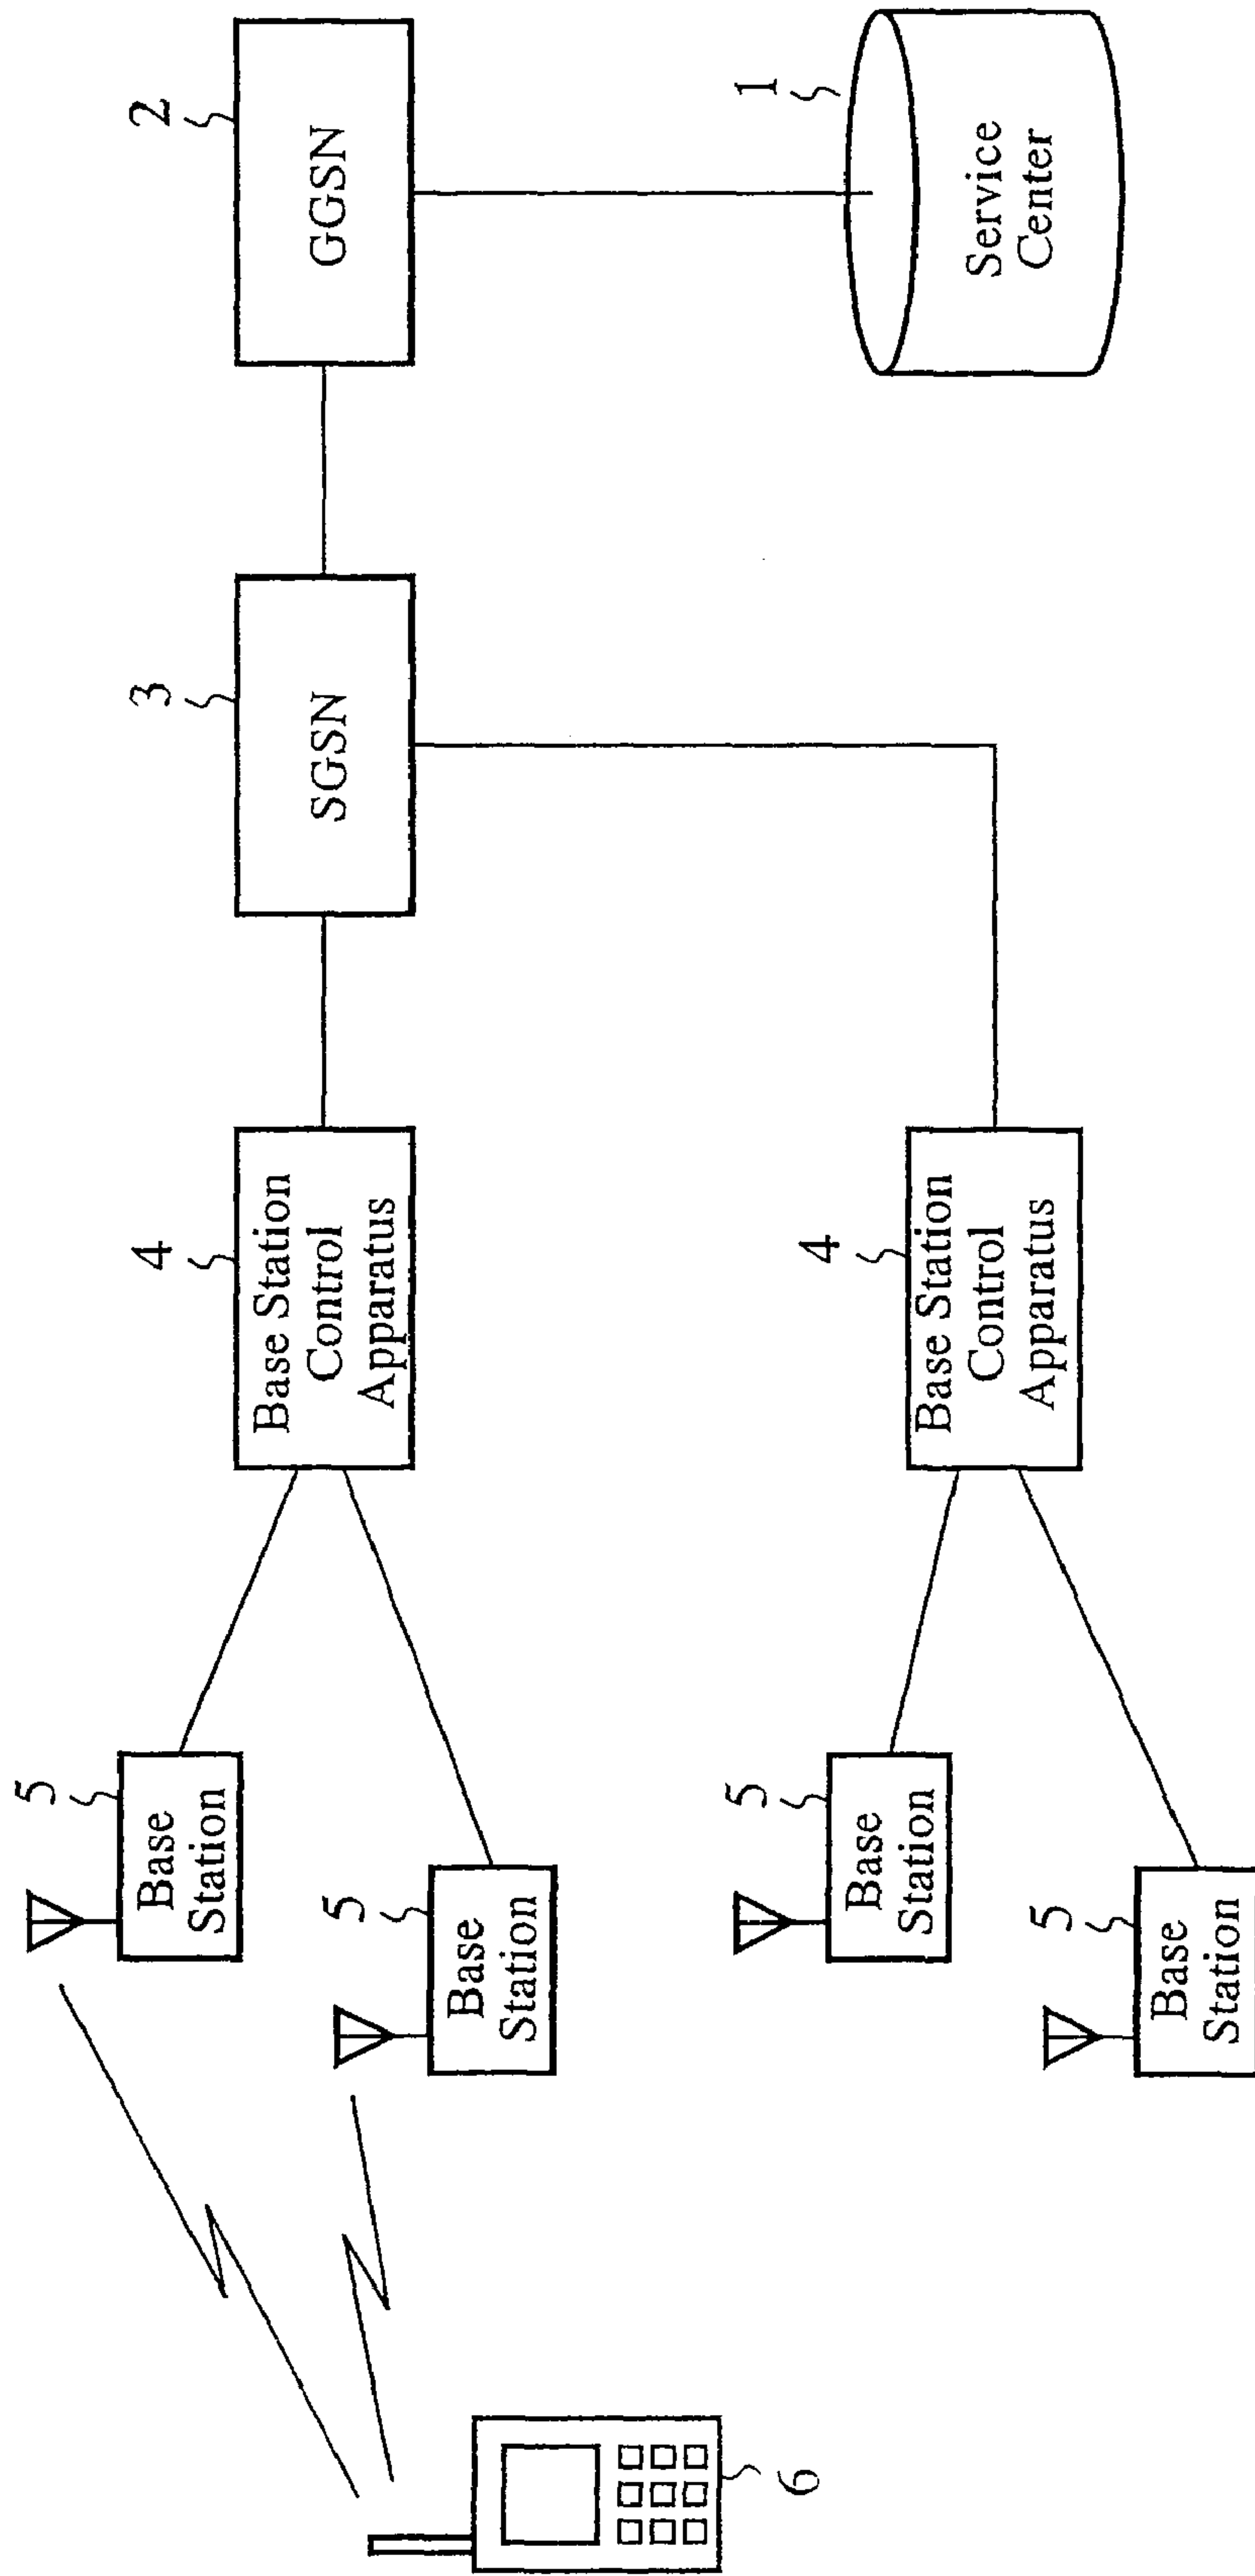 5
Base
Station
5
Base
Station
4
Base Station
Control
Apparatus
3
SGSN
2
GGSN
6
5
Base
Station
5
Base
Station
4
Base Station
Control
Apparatus
1
Service
Center